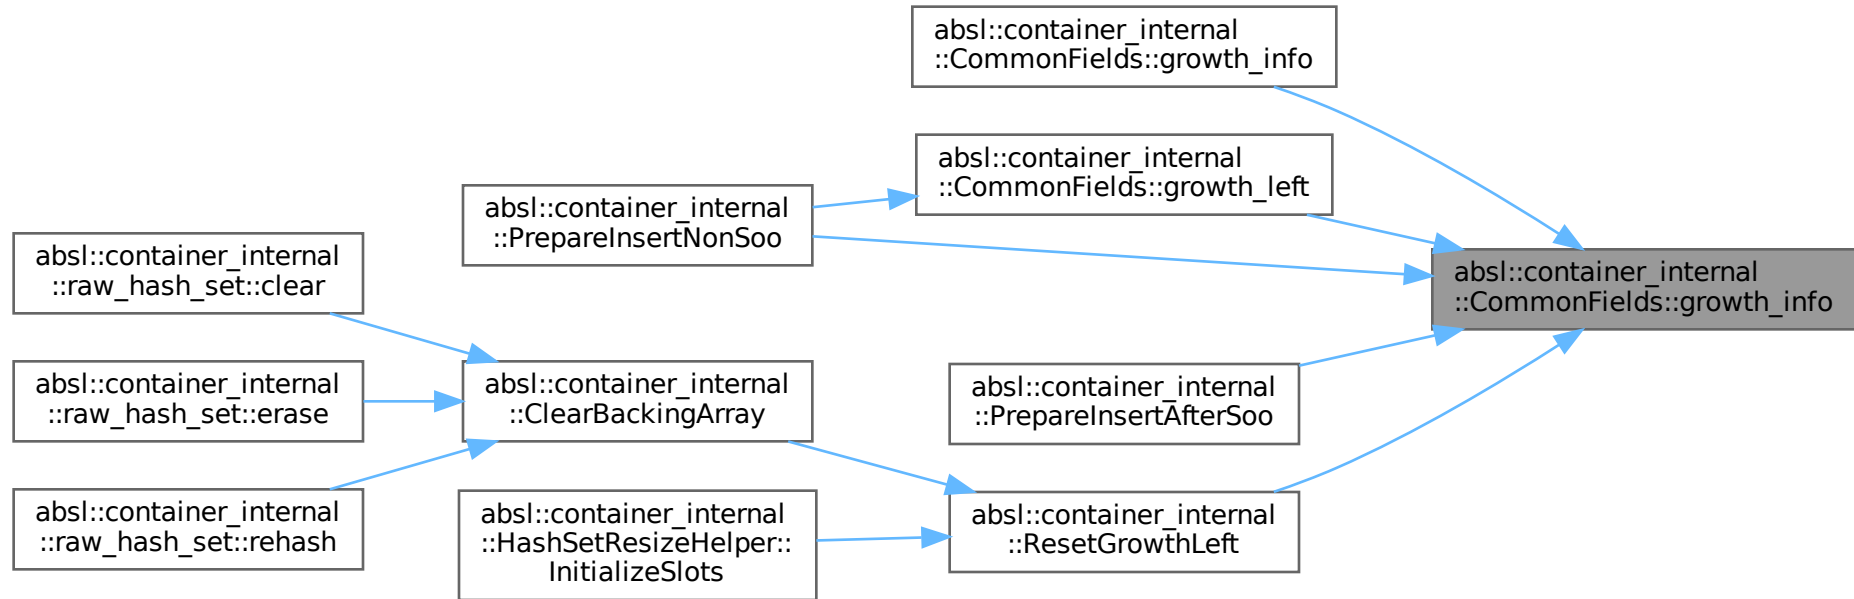 absl::container_internal
::CommonFields::growth_info
absl::container_internal
::CommonFields::growth_left
absl::container_internal
::PrepareInsertNonSoo
absl::container_internal
::raw_hash_set::clear
absl::container_internal
::CommonFields::growth_info
absl::container_internal
::raw_hash_set::erase
absl::container_internal
::ClearBackingArray
absl::container_internal
::PrepareInsertAfterSoo
absl::container_internal
::raw_hash_set::rehash
absl::container_internal
::HashSetResizeHelper::
InitializeSlots
absl::container_internal
::ResetGrowthLeft